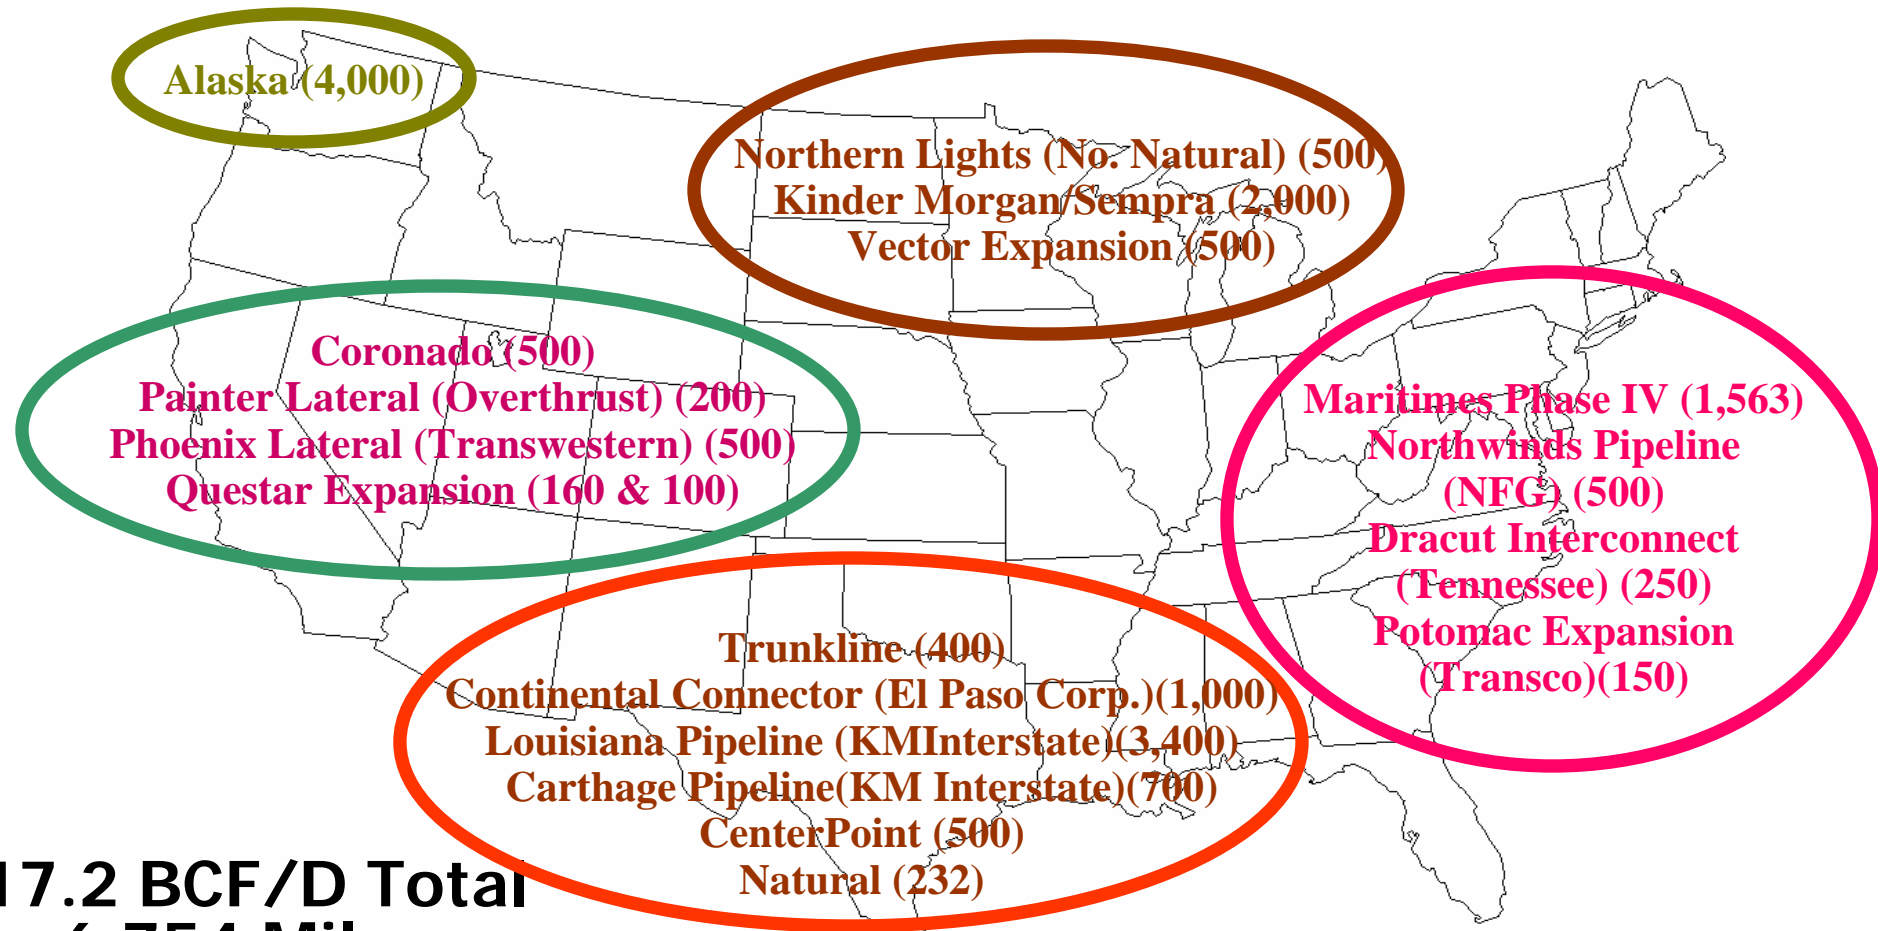 Alaska (4,000)
Northern Lights (No. Natural) (500)
Kinder Morgan/Sempra (2,000)
Vector Expansion (500)
Coronado (500)
Painter Lateral (Overthrust) (200)
Phoenix Lateral (Transwestern) (500)
Questar Expansion (160 & 100)
Maritimes Phase IV (1,563)
Northwinds Pipeline
(NFG) (500)
Dracut Interconnect
(Tennessee) (250)
Potomac Expansion
(Transco)(150)
Trunkline (400)
Continental Connector (El Paso Corp.)(1,000)
Louisiana Pipeline (KMInterstate)(3,400)
Carthage Pipeline(KM Interstate)(700)
CenterPoint (500)
Natural (232)
17.2 BCF/D Total